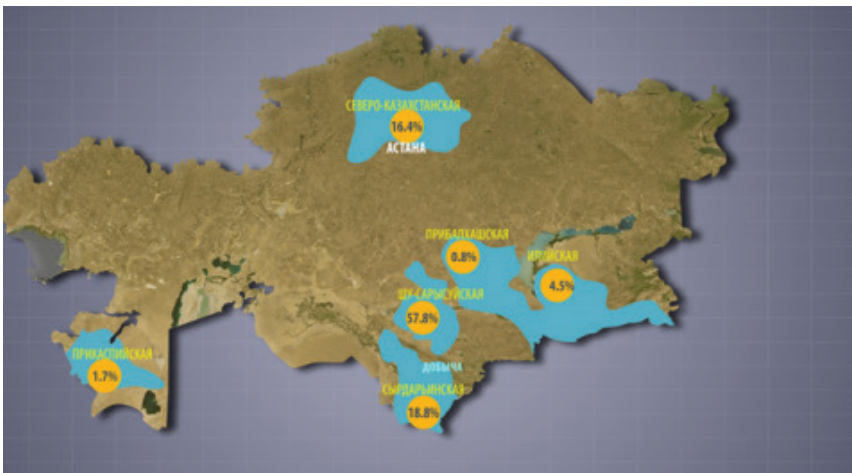 СЕВЕРО-КАЗАХСТАНСКАЯ
16.4%
АСТАНА
ПРИБАЛХАШСКАЯ
0.8%
ИЛИЙСКАЯ
4.5%
ШУ-САРЫСУЙСКАЯ
57.8%
ПРИКАСПИЙСКАЯ
1.7%
ДОБЫЧА
СЫРДАРЬИНСКАЯ
18.8%